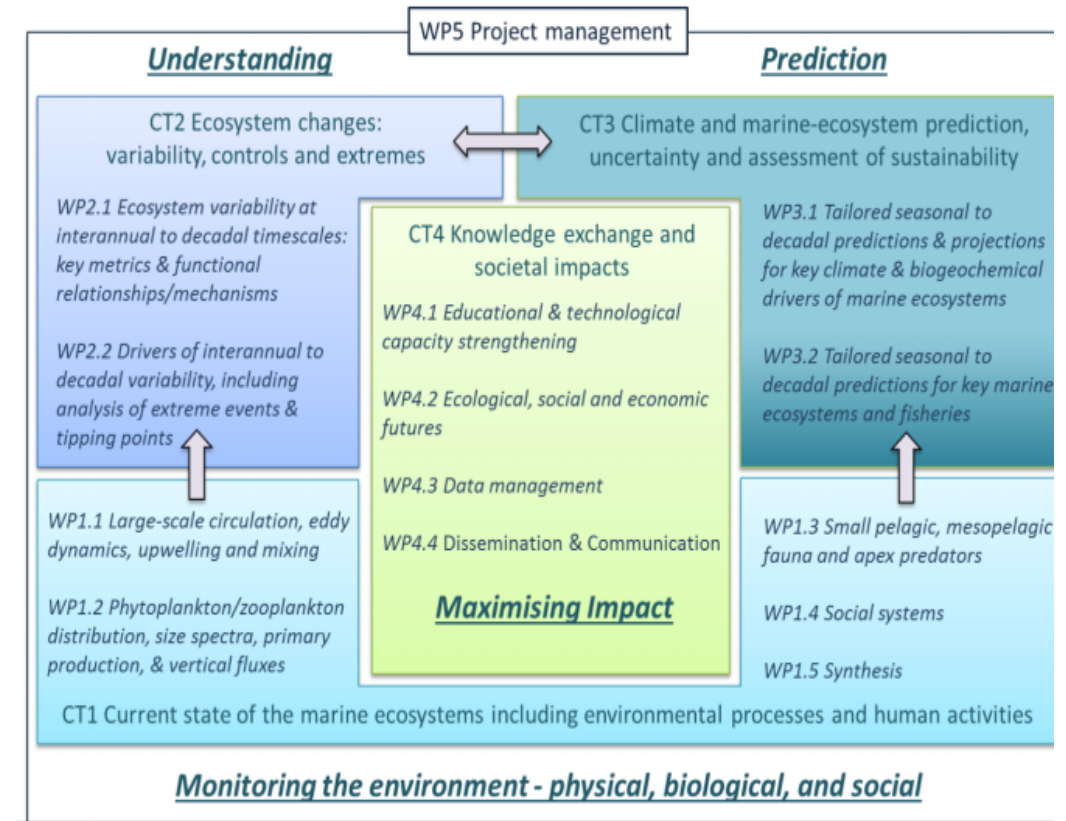 WP5 Project management
Understanding
Prediction
CT2 Ecosystem changes:
variability, controls and extremes
WP2.1 Ecosystem variability at
interannual to decadal timescales:
key metrics & functional
relationships/mechanisms
WP2.2 Drivers of interannual to
decadal variability, including
analysis of extreme events &
tipping points
CT3 Climate and marine-ecosystem prediction,
uncertainty and assessment of sustainability
WP3.1 Tailored seasonal to
decadal predictions & projections
for key climate & biogeochemical
drivers of marine ecosystems
WP3.2 Tailored seasonal to
decadal predictions for key marine
ecosystems and fisheries
CT4 Knowledge exchange and
societal impacts
WP4.1 Educational & technological
capacity strengthening
WP4.2 Ecological, social and economic
futures
WP4.3 Data management
WP4.4 Dissemination & Communication
Maximising Impact
WP1.1 Large-scale circulation, eddy
dynamics, upwelling and mixing
WP1.2 Phytoplankton/zooplankton
distribution, size spectra, primary
production, & vertical fluxes
WP1.3 Small pelagic, mesopelagic
fauna and apex predators
WP1.4 Social systems
WP1.5 Synthesis
CT1 Current state of the marine ecosystems including environmental processes and human activities
Monitoring the environment - physical, biological, and social